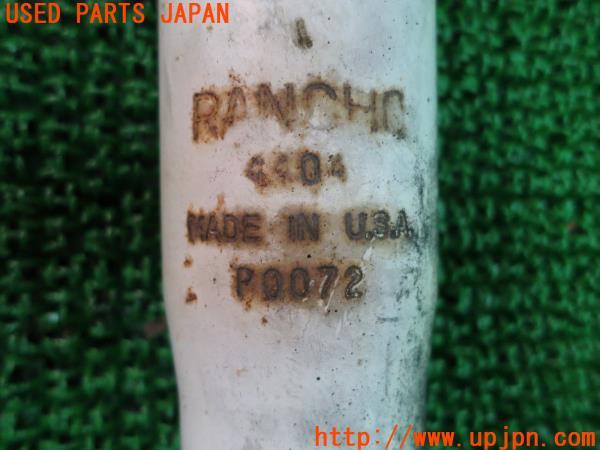 USED PARTS JAPAN
RANCHO
4404
MADE IN U.S.A.
P0072
http://www.upjpn.com